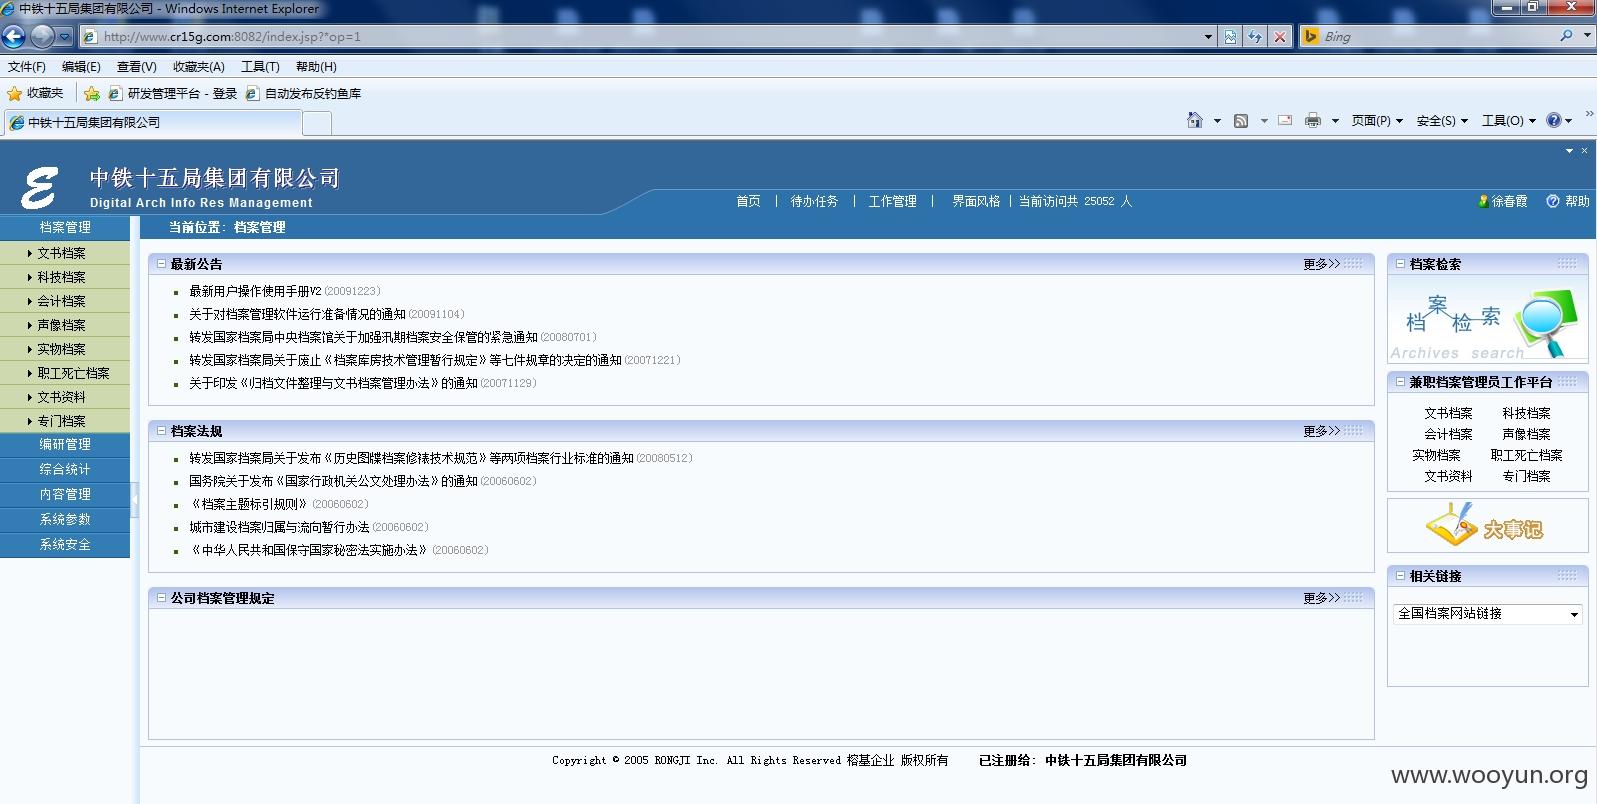 中铁十五局集团有限公司 - Windows Internet Explorer
http://www.cr15g.com:8082/index.jsp?*op=1
Bing
文件(F) 编辑(E) 查看(V) 收藏夹(A) 工具(T) 帮助(H)
收藏夹 研发管理平台 - 登录 自动发布反钓鱼库
中铁十五局集团有限公司
页面(P) 安全(S) 工具(O)
中铁十五局集团有限公司
Digital Arch Info Res Management
首页 | 待办任务 | 工作管理 | 界面风格 | 当前访问共 25052 人
徐春霞 帮助
档案管理
文书档案
科技档案
会计档案
声像档案
实物档案
职工死亡档案
文书资料
专门档案
编研管理
综合统计
内容管理
系统参数
系统安全
当前位置: 档案管理
最新公告 更多>>
最新用户操作使用手册V2(20091223)
关于对档案管理软件运行准备情况的通知(20091104)
转发国家档案局中央档案馆关于加强汛期档案安全保管的紧急通知(20080701)
转发国家档案局关于废止《档案库房技术管理暂行规定》等七件规章的决定的通知(20071221)
关于印发《归档文件整理与文书档案管理办法》的通知(20071129)
档案法规 更多>>
转发国家档案局关于发布《历史图牒档案修裱技术规范》等两项档案行业标准的通知(20080512)
国务院关于发布《国家行政机关公文处理办法》的通知(20060602)
《档案主题标引规则》(20060602)
城市建设档案归属与流向暂行办法(20060602)
《中华人民共和国保守国家秘密法实施办法》(20060602)
公司档案管理规定 更多>>
档案检索
档案检索
Archives search
兼职档案管理员工作平台
文书档案 科技档案
会计档案 声像档案
实物档案 职工死亡档案
文书资料 专门档案
大事记
相关链接
全国档案网站链接
Copyright © 2005 RONGJI Inc. All Rights Reserved 榕基企业 版权所有 已注册给: 中铁十五局集团有限公司
www.wooyun.org